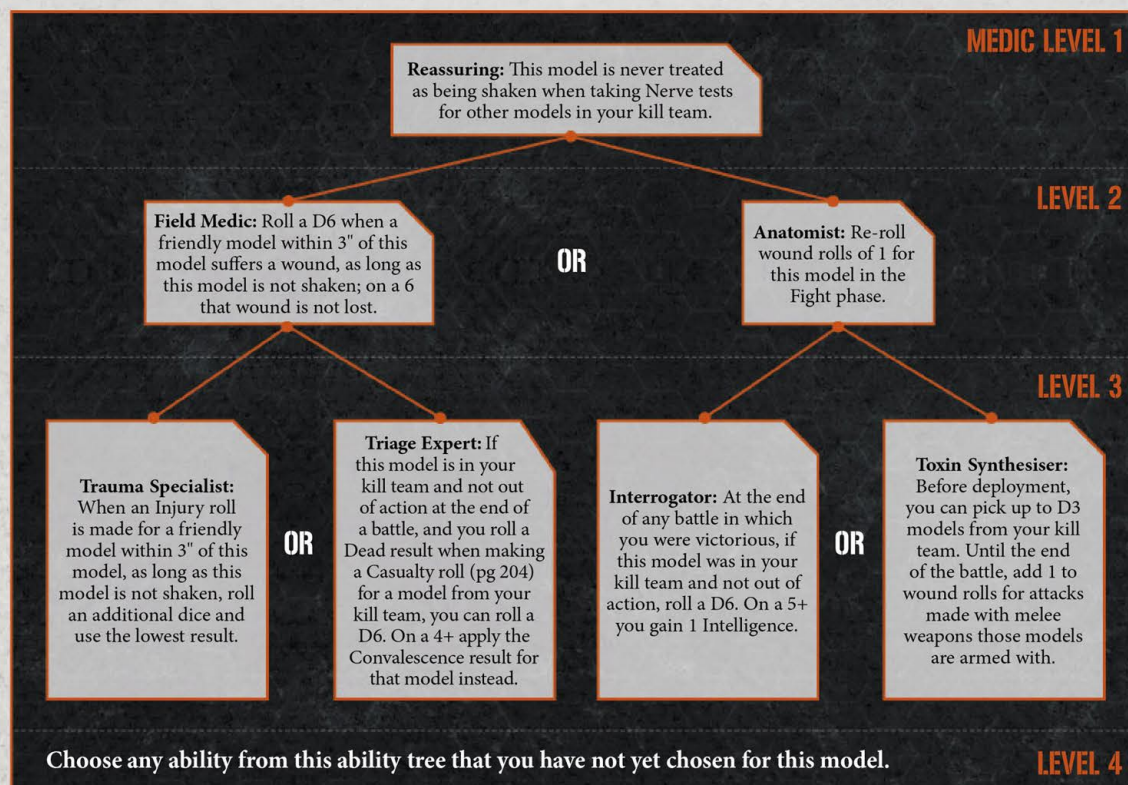 MEDIC LEVEL 1
Reassuring: This model is never treated
as being shaken when taking Nerve tests
for other models in your kill team.
LEVEL 2
Field Medic: Roll a D6 when a
friendly model within 3" of this
model suffers a wound, as long as
this model is not shaken; on a 6
that wound is not lost.
OR
Anatomist: Re-roll
wound rolls of 1 for
this model in the
Fight phase.
LEVEL 3
Trauma Specialist:
When an Injury roll
is made for a friendly
model within 3" of this
model, as long as this
model is not shaken, roll
an additional dice and
use the lowest result.
OR
Triage Expert: If
this model is in your
kill team and not out
of action at the end of
a battle, and you roll a
Dead result when making
a Casualty roll (pg 204)
for a model from your
kill team, you can roll a
D6. On a 4+ apply the
Convalescence result for
that model instead.
Interrogator: At the end
of any battle in which
you were victorious, if
this model was in your
kill team and not out of
action, roll a D6. On a 5+
you gain 1 Intelligence.
OR
Toxin Synthesiser:
Before deployment,
you can pick up to D3
models from your kill
team. Until the end
of the battle, add 1 to
wound rolls for attacks
made with melee
weapons those models
are armed with.
Choose any ability from this ability tree that you have not yet chosen for this model.
LEVEL 4